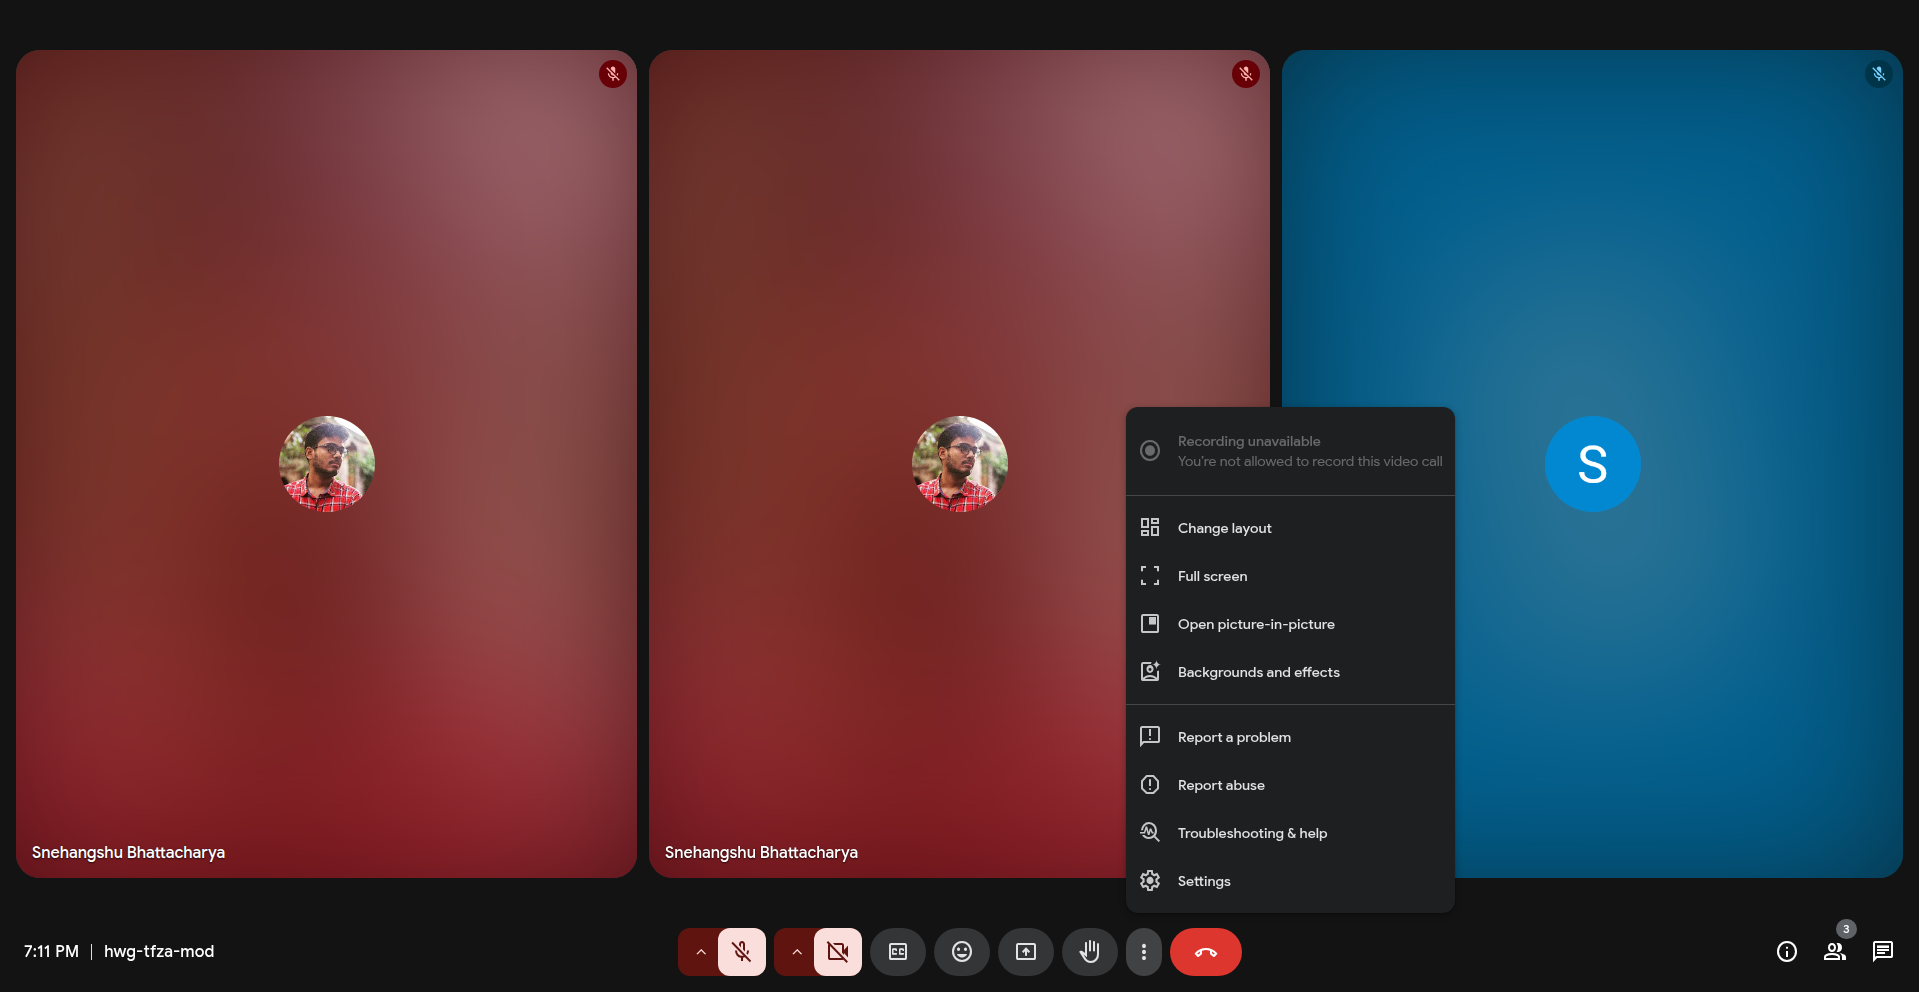 Snehangshu Bhattacharya
Snehangshu Bhattacharya
S
Recording unavailable
You're not allowed to record this video call
Change layout
Full screen
Open picture-in-picture
Backgrounds and effects
Report a problem
Report abuse
Troubleshooting & help
Settings
7:11 PM | hwg-tfza-mod
CC
3